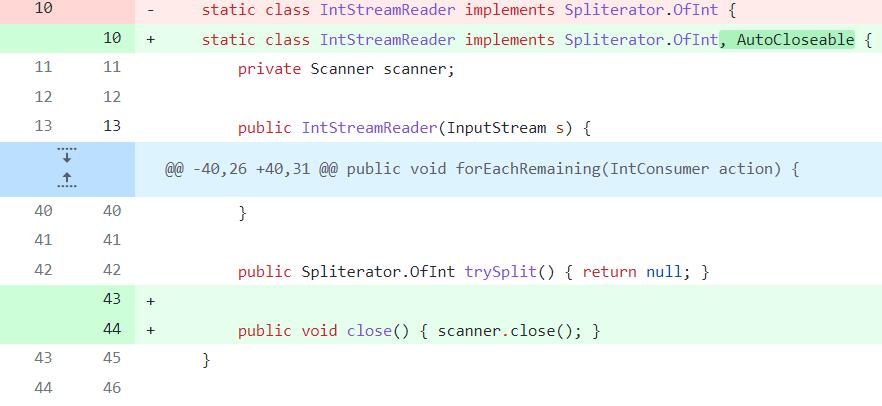 10 - static class IntStreamReader implements Spliterator.OfInt {
10 + static class IntStreamReader implements Spliterator.OfInt, AutoCloseable {
11 11 private Scanner scanner;
12 12
13 13 public IntStreamReader(InputStream s) {
@@ -40,26 +40,31 @@ public void forEachRemaining(IntConsumer action) {
40 40 }
41 41
42 42 public Spliterator.OfInt trySplit() { return null; }
43 +
44 + public void close() { scanner.close(); }
43 45 }
44 46